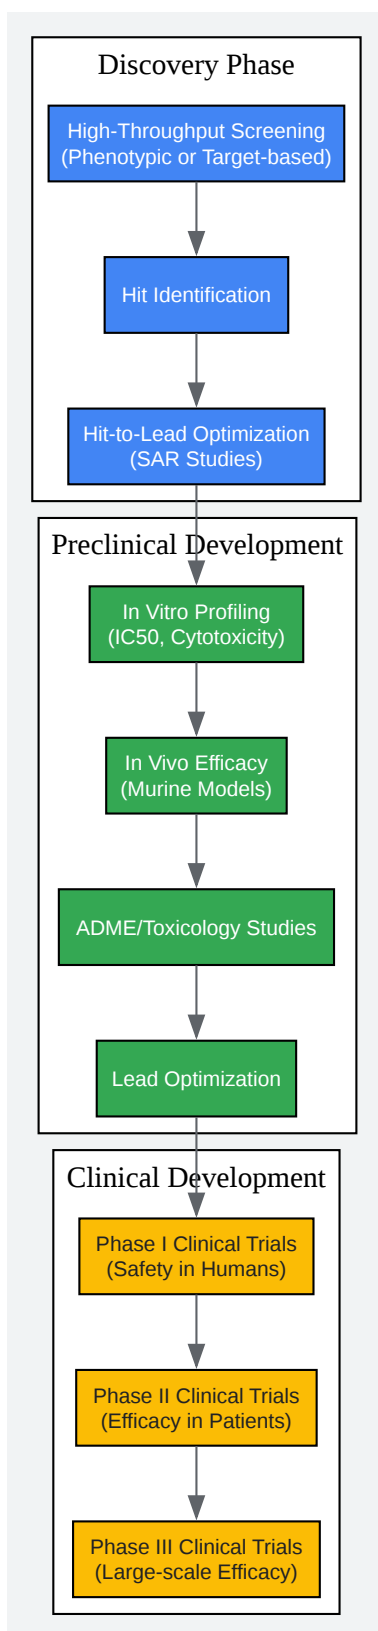 Discovery Phase
High-Throughput Screening
(Phenotypic or Target-based)
Hit Identification
Hit-to-Lead Optimization
(SAR Studies)
Preclinical Development
In Vitro Profiling
(IC50, Cytotoxicity)
In Vivo Efficacy
(Murine Models)
ADME/Toxicology Studies
Lead Optimization
Clinical Development
Phase I Clinical Trials
(Safety in Humans)
Phase II Clinical Trials
(Efficacy in Patients)
Phase III Clinical Trials
(Large-scale Efficacy)